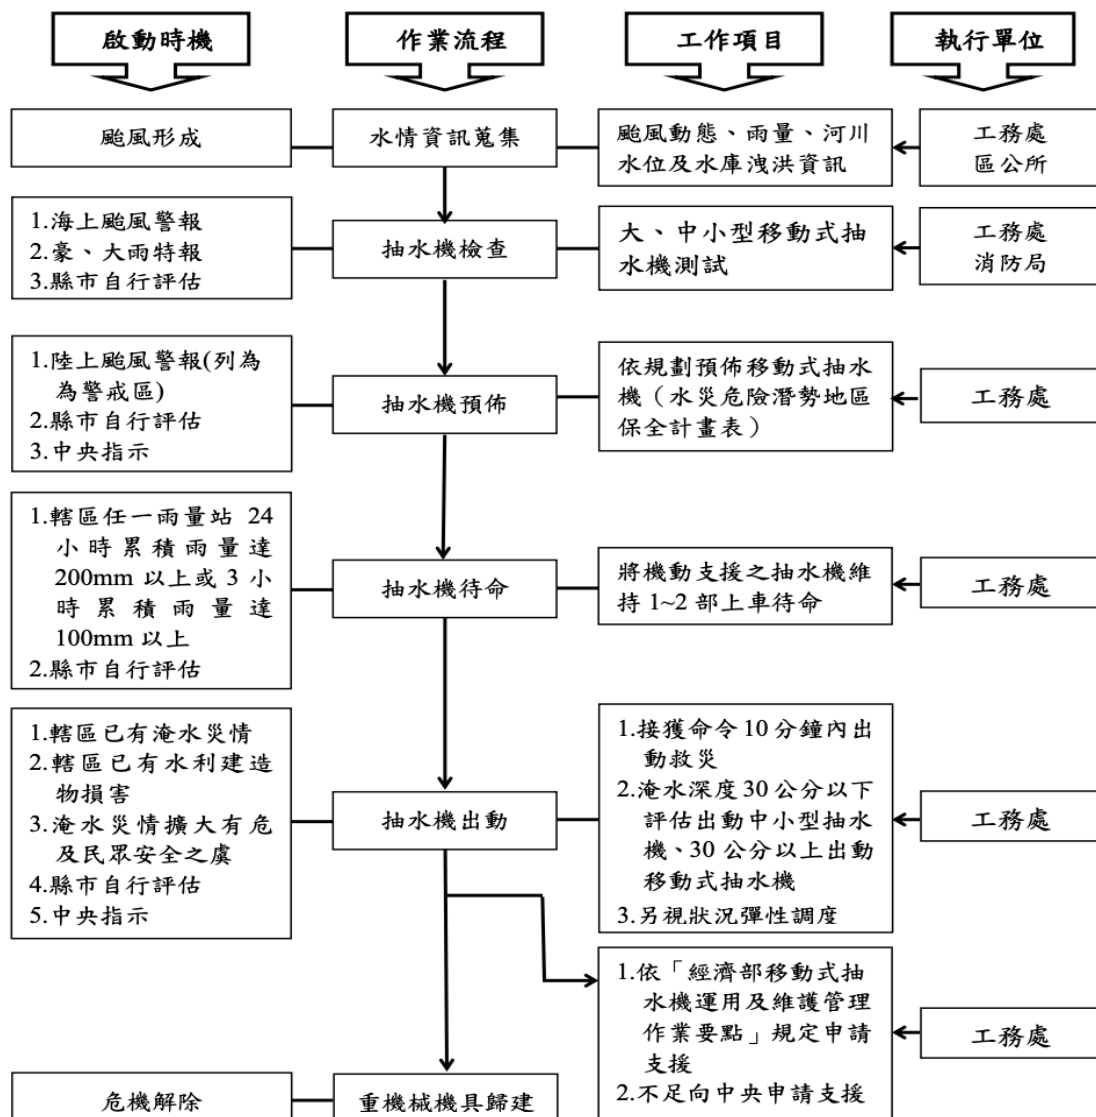 啟動時機
作業流程
工作項目
執行單位
颱風形成
水情資訊蒐集
颱風動態、雨量、河川
水位及水庫洩洪資訊
工務處
區公所
1.海上颱風警報
2.豪、大雨特報
3.縣市自行評估
抽水機檢查
大、中小型移動式抽
水機測試
工務處
消防局
1.陸上颱風警報(列為
為警戒區)
2.縣市自行評估
3.中央指示
抽水機預佈
依規劃預佈移動式抽水
機（水災危險潛勢地區
保全計畫表）
工務處
1.轄區任一雨量站 24
小時累積雨量達
200mm 以上或 3 小
時累積雨量達
100mm 以上
2.縣市自行評估
抽水機待命
將機動支援之抽水機維
持 1~2 部上車待命
工務處
1.轄區已有淹水災情
2.轄區已有水利建造
物損害
3.淹水災情擴大有危
及民眾安全之虞
4.縣市自行評估
5.中央指示
抽水機出動
1.接獲命令 10 分鐘內出
動救災
2.淹水深度 30 公分以下
評估出動中小型抽水
機、30 公分以上出動
移動式抽水機
3.另視狀況彈性調度
工務處
1.依「經濟部移動式抽
水機運用及維護管理
作業要點」規定申請
支援
2.不足向中央申請支援
工務處
危機解除
重機械機具歸建